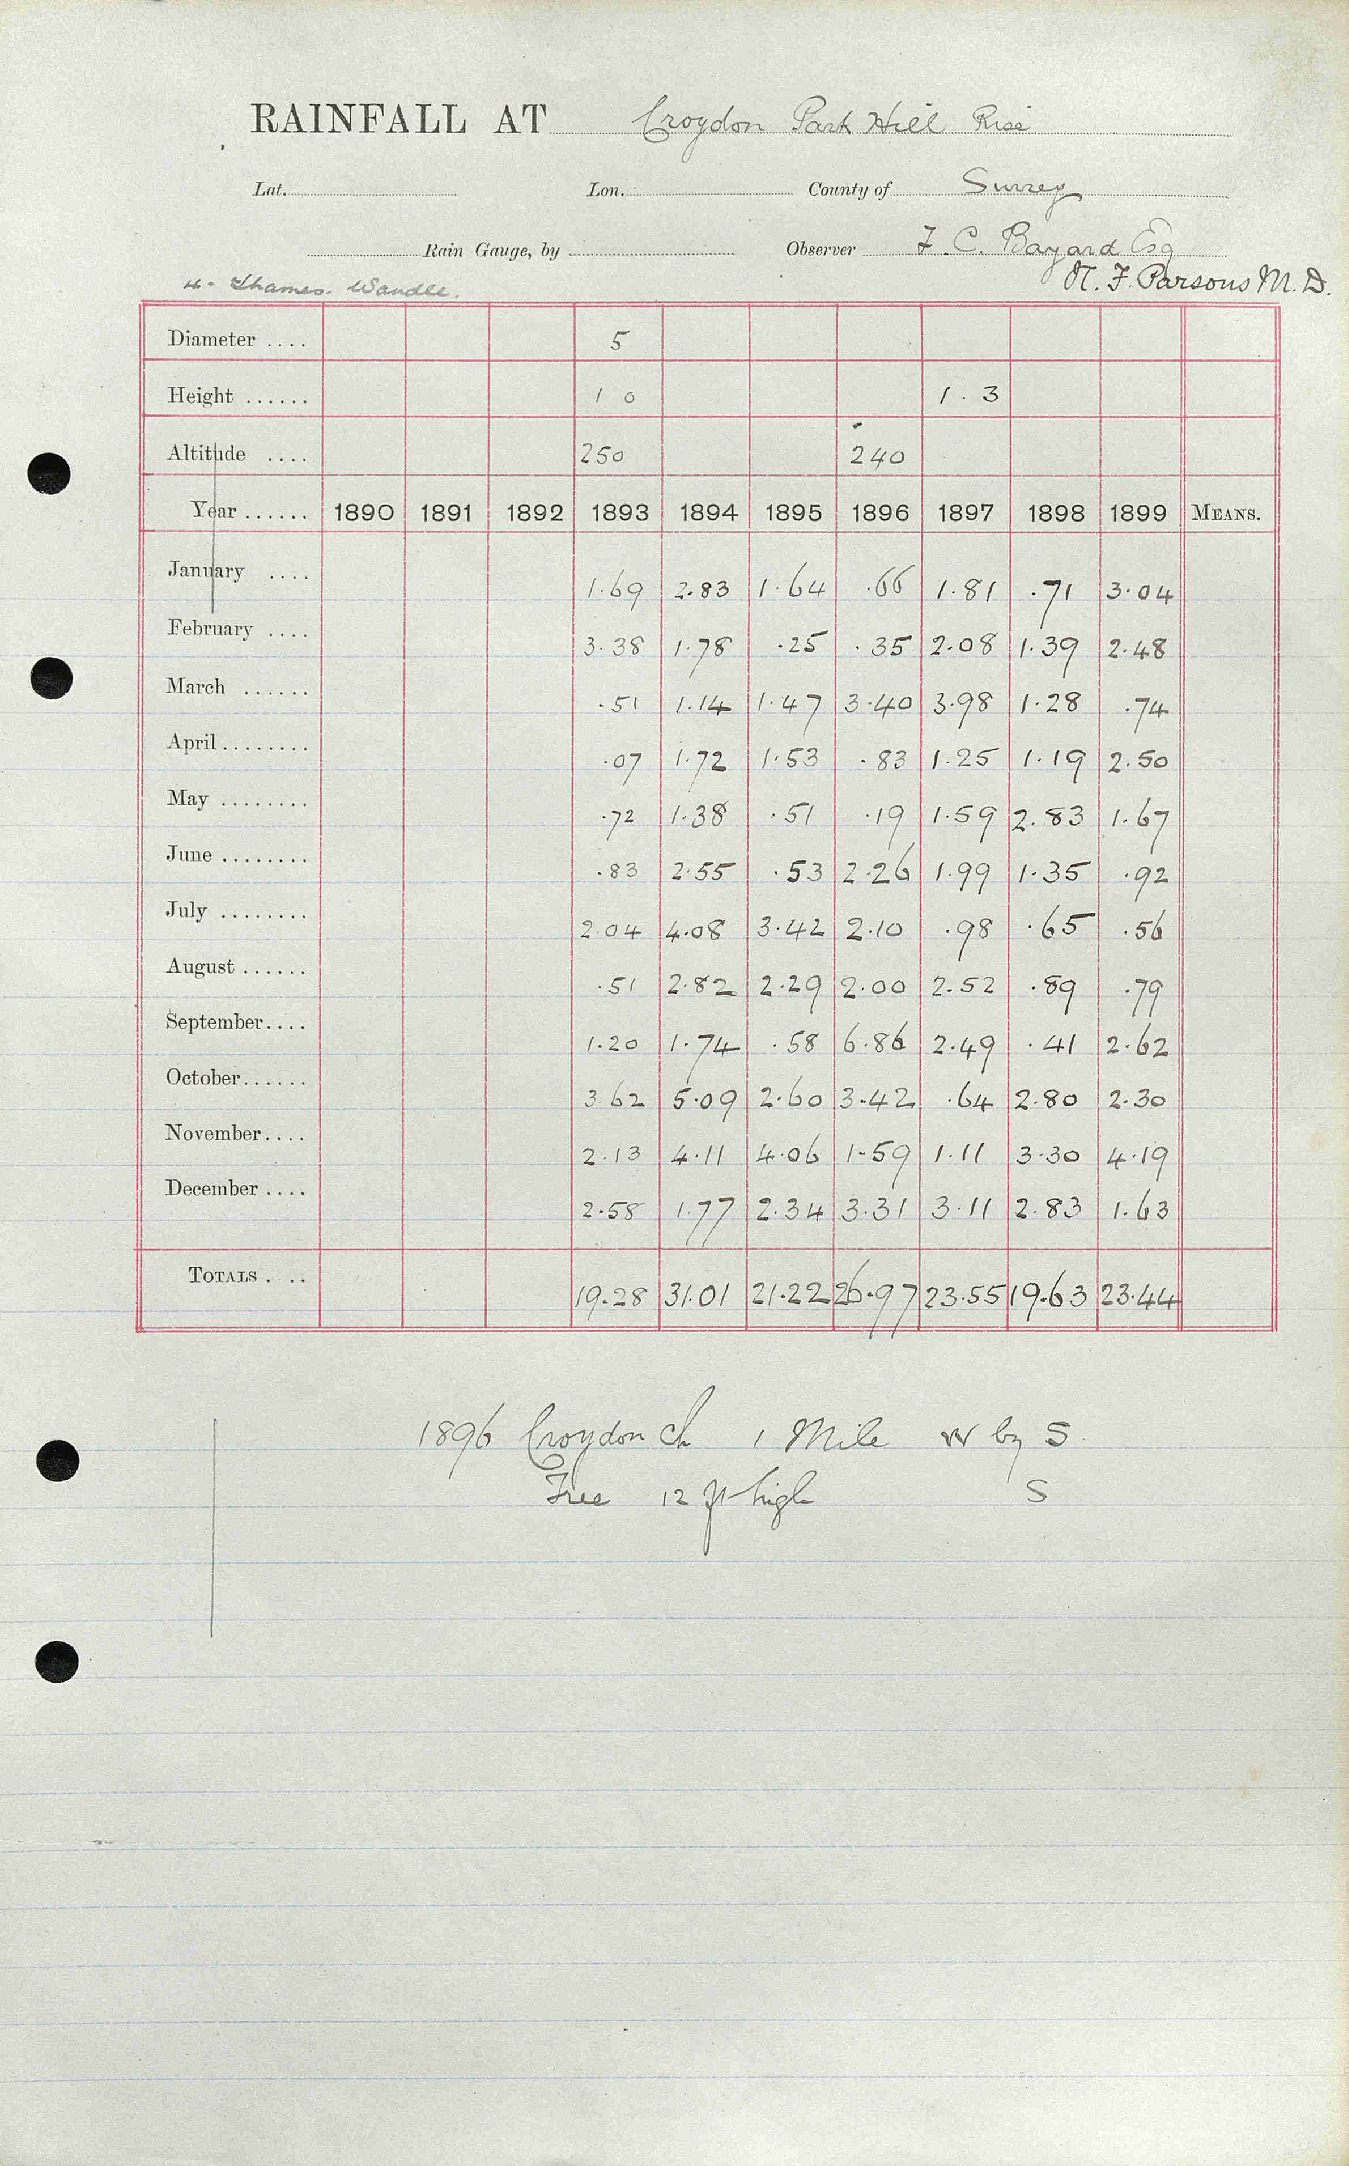 RAINFALL AT Croydon Park Hill Rise
Lat. Lon. County of Surrey
Rain Gauge, by Observer F. C. Bayard Esq
4. Thames. Wandle. H. F. Parsons M. D.
Diameter .... 5
Height ...... 1 0 1 . 3
Altitude .... 250 240
Year ...... 1890 1891 1892 1893 1894 1895 1896 1897 1898 1899 MEANS.
January .... 1.69 2.83 1.64 .66 1.81 .71 3.04
February .... 3.38 1.78 .25 .35 2.08 1.39 2.48
March ...... .51 1.14 1.47 3.40 3.98 1.28 .74
April ........ .07 1.72 1.53 .83 1.25 1.19 2.50
May ........ .72 1.38 .51 .19 1.59 2.83 1.67
June ........ .83 2.55 .53 2.26 1.99 1.35 .92
July ........ 2.04 4.08 3.42 2.10 .98 .65 .56
August ...... .51 2.82 2.29 2.00 2.52 .89 .79
September.... 1.20 1.74 .58 6.86 2.49 .41 2.62
October...... 3.62 5.09 2.60 3.42 .64 2.80 2.30
November.... 2.13 4.11 4.06 1.59 1.11 3.30 4.19
December .... 2.58 1.77 2.34 3.31 3.11 2.83 1.63
TOTALS . .. 19.28 31.01 21.22 26.97 23.55 19.63 23.44
1896 Croydon Ch 1 Mile W by S.
Tree 12 ft high S